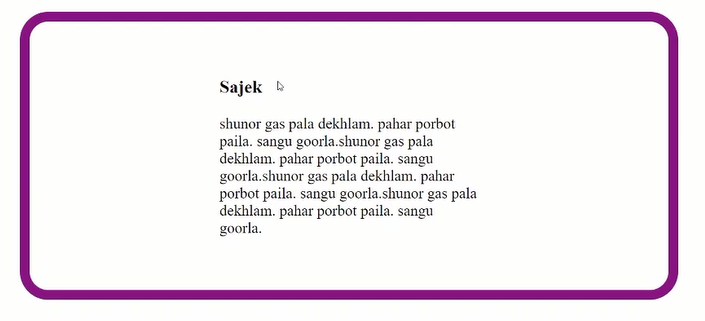 Sajek
shunor gas pala dekhlam. pahar porbot
paila. sangu goorla.shunor gas pala
dekhlam. pahar porbot paila. sangu
goorla.shunor gas pala dekhlam. pahar
porbot paila. sangu goorla.shunor gas pala
dekhlam. pahar porbot paila. sangu
goorla.